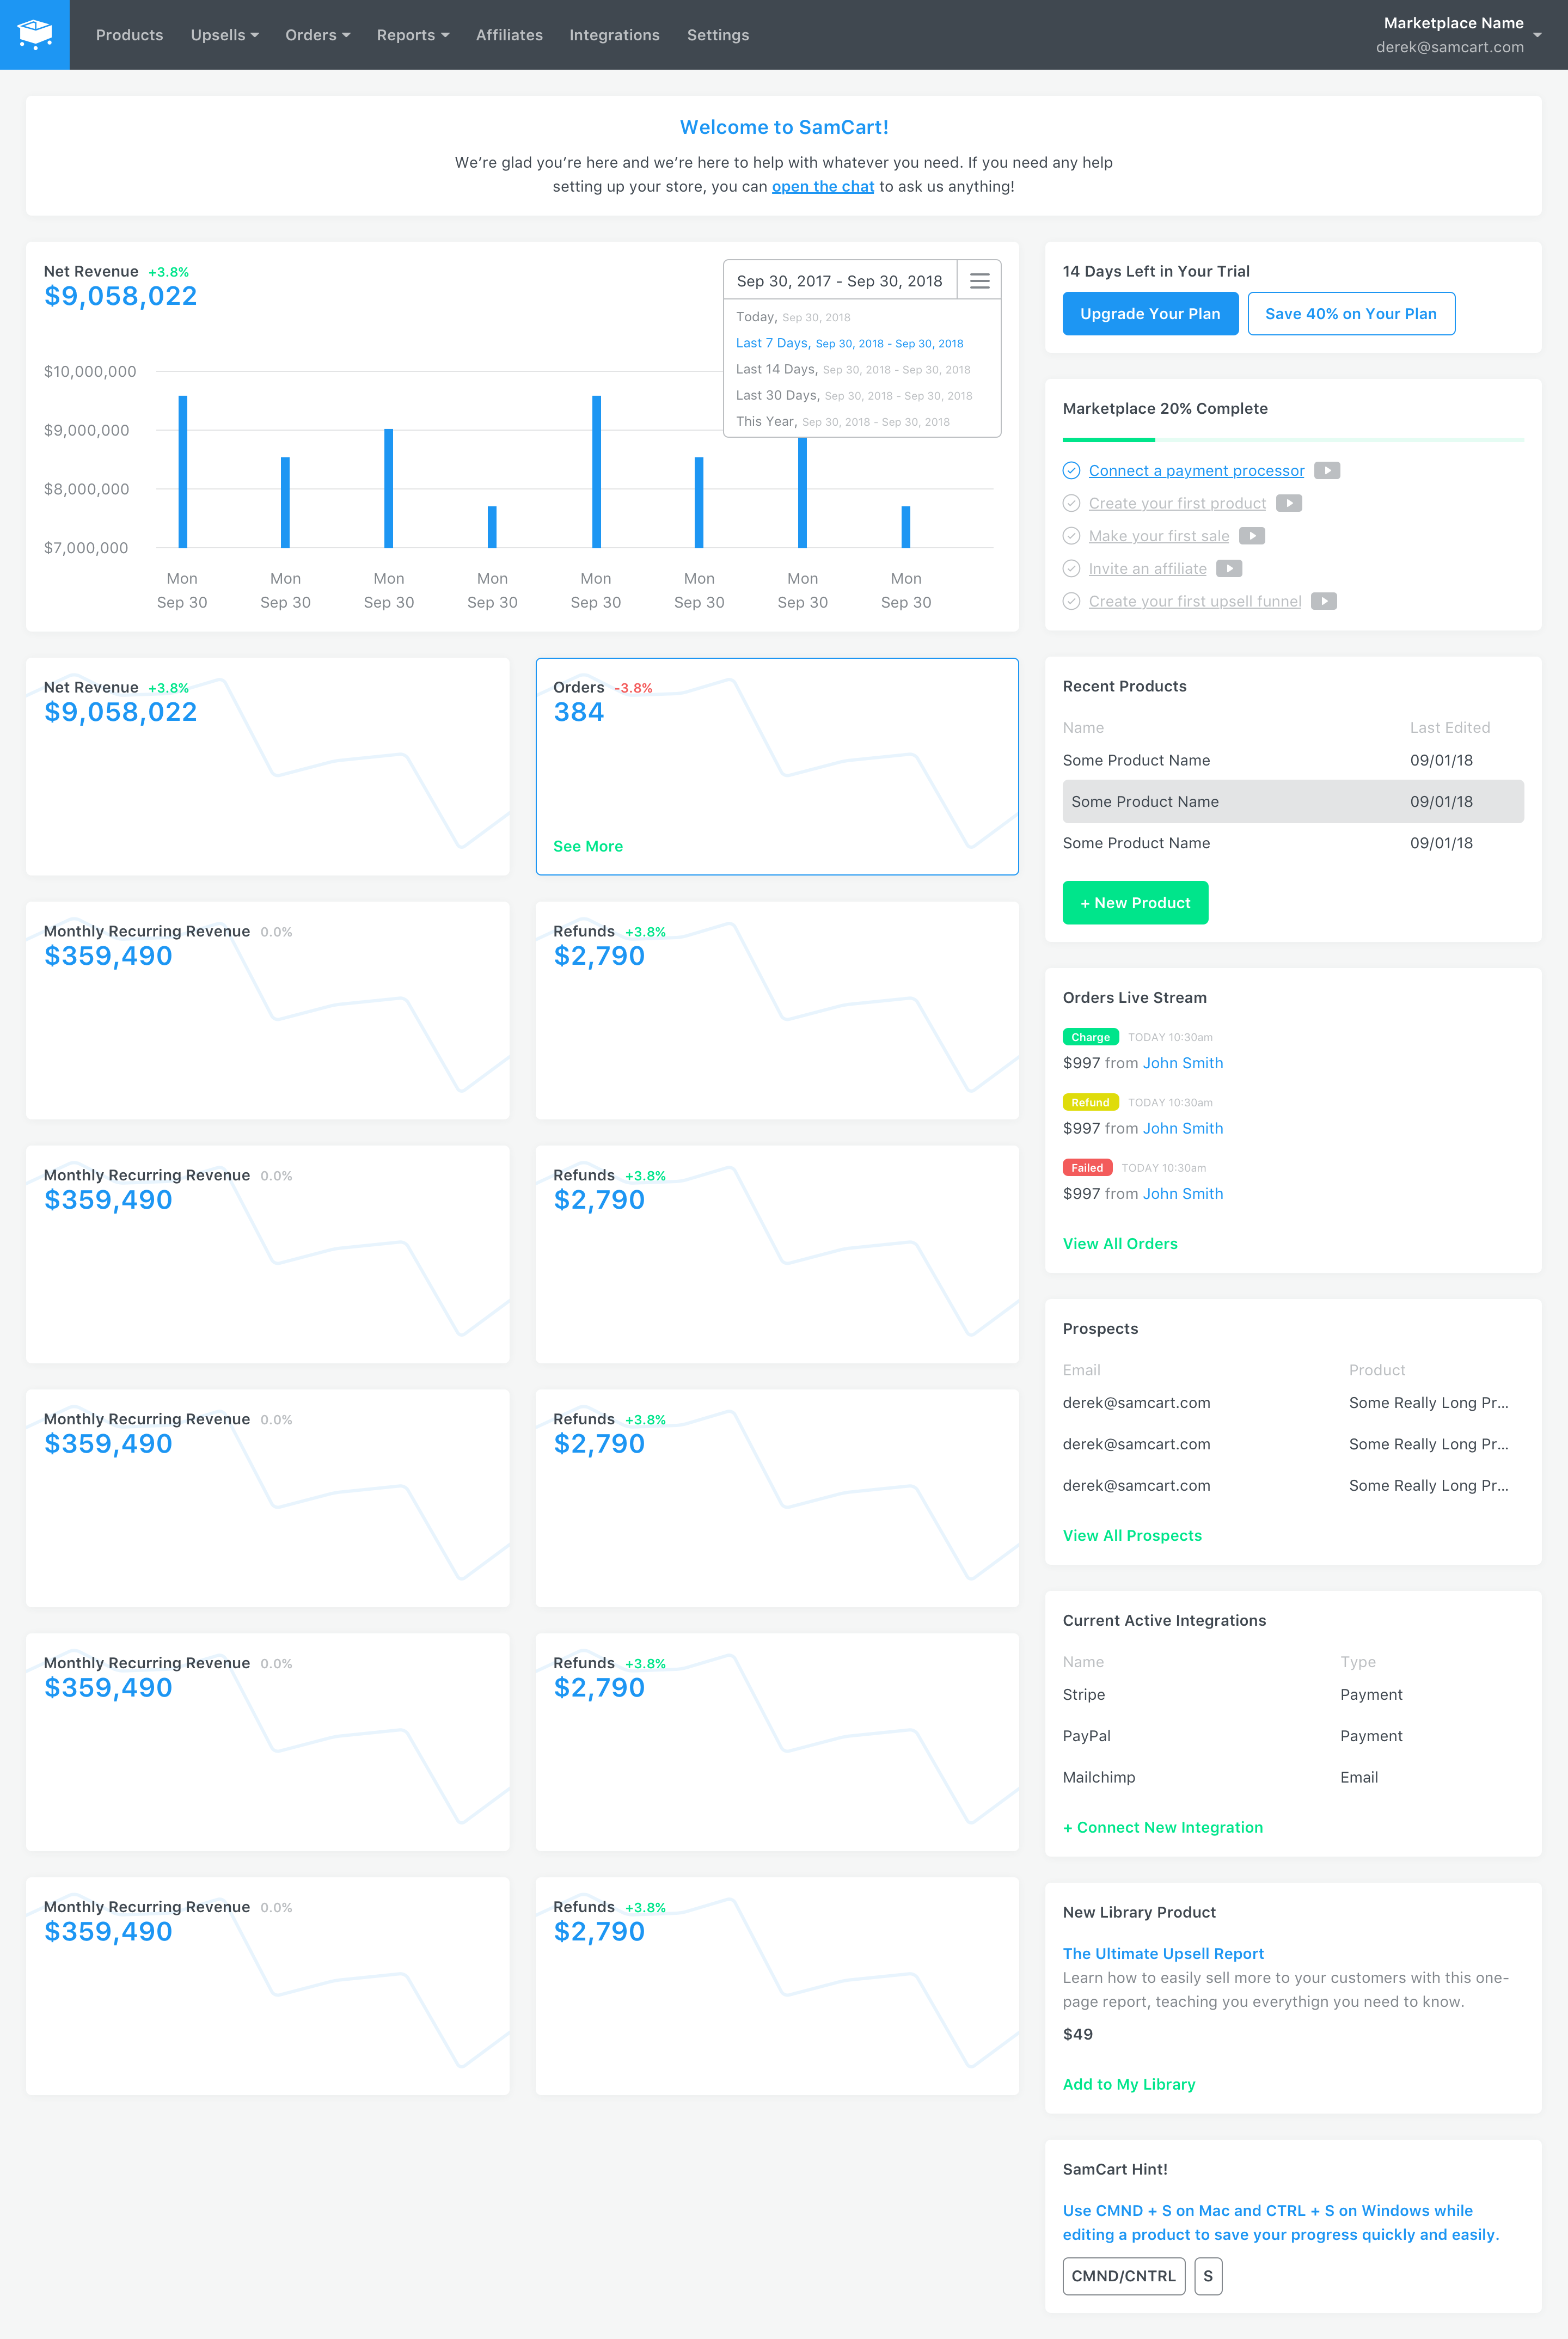 Products Upsells Orders Reports Affiliates Integrations Settings
Marketplace Name
derek@samcart.com
Welcome to SamCart!
We’re glad you’re here and we’re here to help with whatever you need. If you need any help
setting up your store, you can open the chat to ask us anything!
Net Revenue +3.8%
$9,058,022
Sep 30, 2017 - Sep 30, 2018
Today, Sep 30, 2018
Last 7 Days, Sep 30, 2018 - Sep 30, 2018
Last 14 Days, Sep 30, 2018 - Sep 30, 2018
Last 30 Days, Sep 30, 2018 - Sep 30, 2018
This Year, Sep 30, 2018 - Sep 30, 2018
$10,000,000
$9,000,000
$8,000,000
$7,000,000
Mon Mon Mon Mon Mon Mon Mon Mon
Sep 30 Sep 30 Sep 30 Sep 30 Sep 30 Sep 30 Sep 30 Sep 30
Net Revenue +3.8%
$9,058,022
Orders -3.8%
384
See More
Monthly Recurring Revenue 0.0%
$359,490
Refunds +3.8%
$2,790
Monthly Recurring Revenue 0.0%
$359,490
Refunds +3.8%
$2,790
Monthly Recurring Revenue 0.0%
$359,490
Refunds +3.8%
$2,790
Monthly Recurring Revenue 0.0%
$359,490
Refunds +3.8%
$2,790
Monthly Recurring Revenue 0.0%
$359,490
Refunds +3.8%
$2,790
14 Days Left in Your Trial
Upgrade Your Plan
Save 40% on Your Plan
Marketplace 20% Complete
Connect a payment processor
Create your first product
Make your first sale
Invite an affiliate
Create your first upsell funnel
Recent Products
Name Last Edited
Some Product Name 09/01/18
Some Product Name 09/01/18
Some Product Name 09/01/18
+ New Product
Orders Live Stream
Charge TODAY 10:30am
$997 from John Smith
Refund TODAY 10:30am
$997 from John Smith
Failed TODAY 10:30am
$997 from John Smith
View All Orders
Prospects
Email Product
derek@samcart.com Some Really Long Pr...
derek@samcart.com Some Really Long Pr...
derek@samcart.com Some Really Long Pr...
View All Prospects
Current Active Integrations
Name Type
Stripe Payment
PayPal Payment
Mailchimp Email
+ Connect New Integration
New Library Product
The Ultimate Upsell Report
Learn how to easily sell more to your customers with this one-
page report, teaching you everythign you need to know.
$49
Add to My Library
SamCart Hint!
Use CMND + S on Mac and CTRL + S on Windows while
editing a product to save your progress quickly and easily.
CMND/CNTRL S